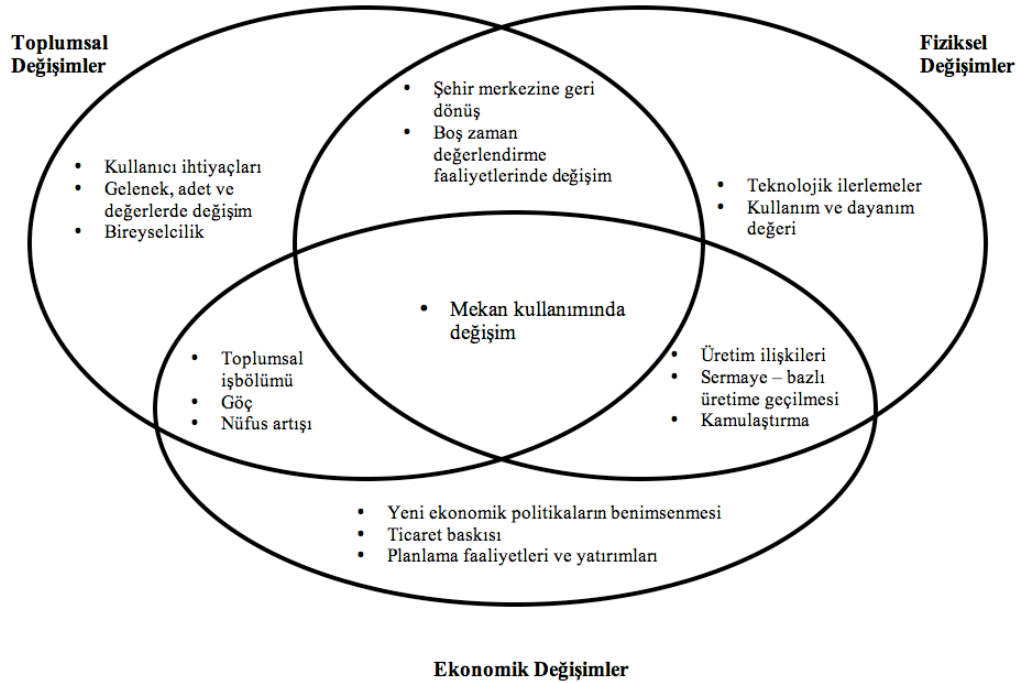 Toplumsal
Değişimler
Fiziksel
Değişimler
• Şehir merkezine geri
dönüş
• Boş zaman
değerlendirme
faaliyetlerinde değişim
• Kullanıcı ihtiyaçları
• Gelenek, adet ve
değerlerde değişim
• Bireyselcilik
• Teknolojik ilerlemeler
• Kullanım ve dayanım
değeri
• Mekan kullanımında
değişim
• Toplumsal
işbölümü
• Göç
• Nüfus artışı
• Üretim ilişkileri
• Sermaye – bazlı
üretime geçilmesi
• Kamulaştırma
• Yeni ekonomik politikaların benimsenmesi
• Ticaret baskısı
• Planlama faaliyetleri ve yatırımları
Ekonomik Değişimler